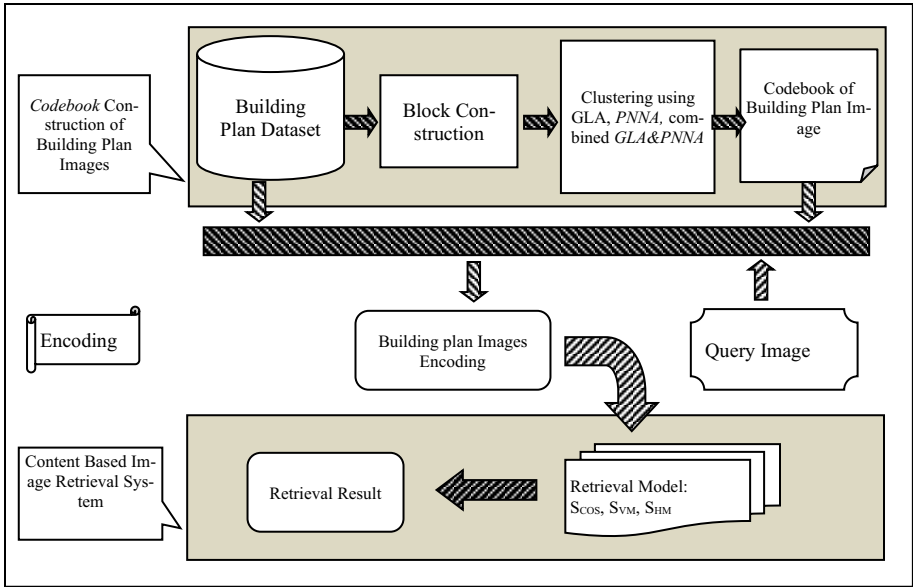 Codebook Con-
struction of
Building Plan
Images
Building
Plan Dataset
Block Con-
struction
Clustering using
GLA, PNNA, com-
bined GLA&PNNA
Codebook of
Building Plan Im-
age
Encoding
Building plan Images
Encoding
Query Image
Content Based Im-
age Retrieval Sys-
tem
Retrieval Result
Retrieval Model:
SCOS, SVM, SHM